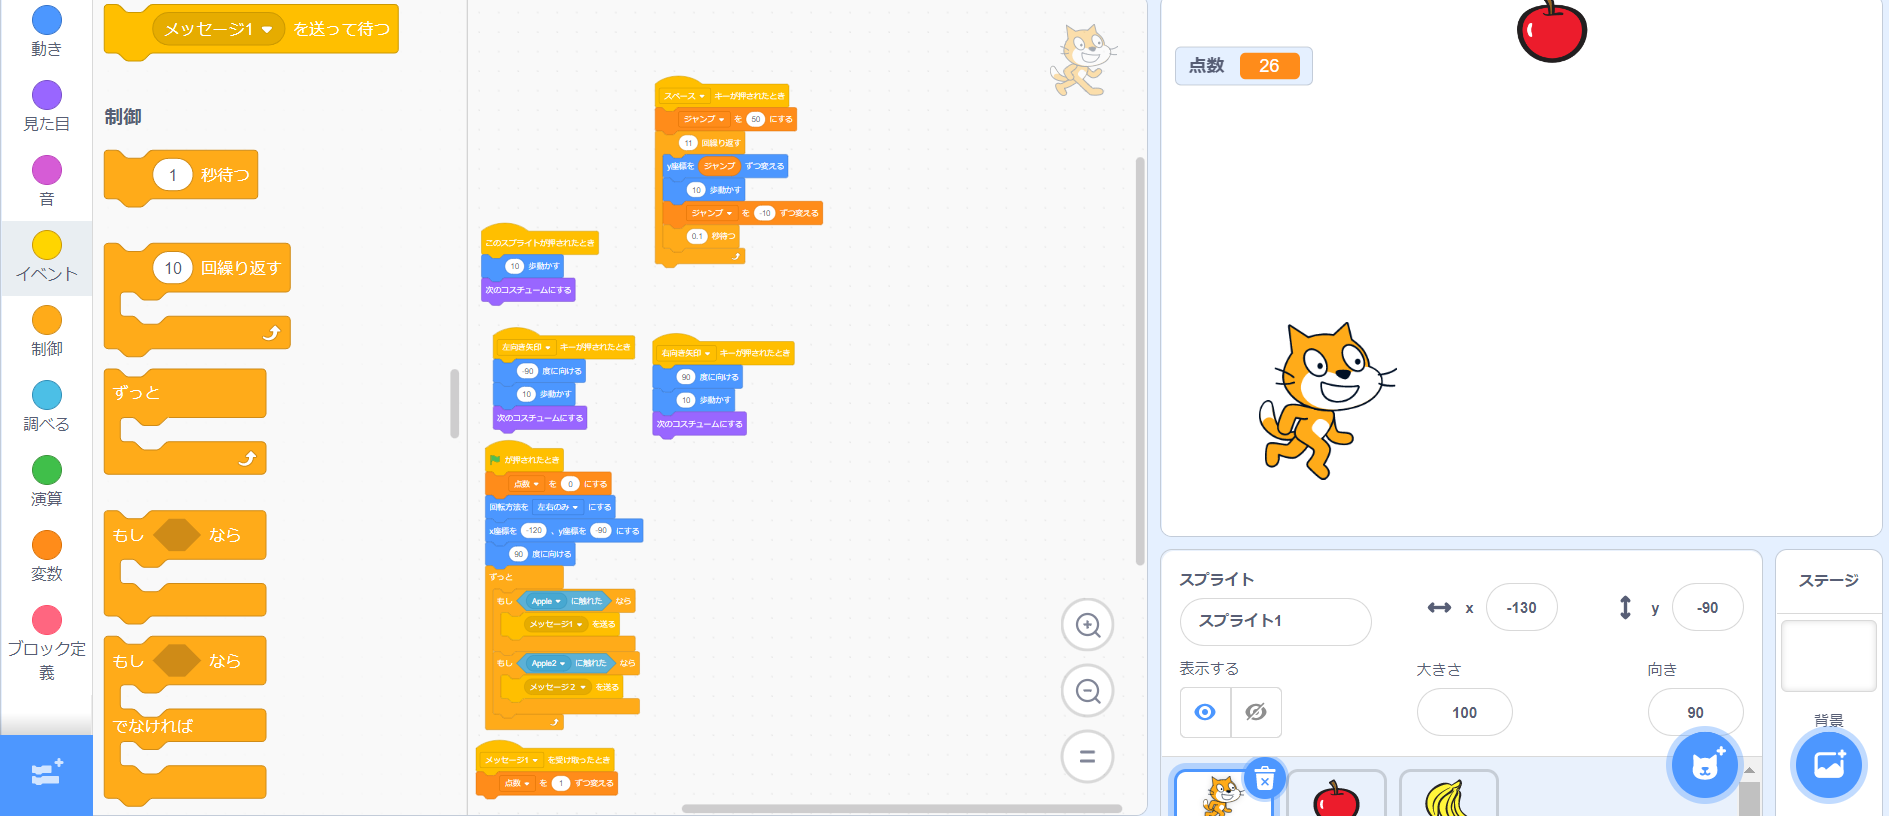 動き
見た目
音
イベント
制御
調べる
演算
変数
ブロック定
義
メッセージ1 を送って待つ
制御
1 秒待つ
10 回繰り返す
ずっと
もし なら
もし なら
でなければ
スペース キーが押されたとき
ジャンプ を 50 にする
11 回繰り返す
y座標を ジャンプ ずつ変える
10 歩動かす
ジャンプ を -10 ずつ変える
0.1 秒待つ
このスプライトが押されたとき
10 歩動かす
次のコスチュームにする
左向き矢印 キーが押されたとき
-90 度に向ける
10 歩動かす
次のコスチュームにする
右向き矢印 キーが押されたとき
90 度に向ける
10 歩動かす
次のコスチュームにする
が押されたとき
点数 を 0 にする
回転方法を 左右のみ にする
x座標を -120 、y座標を -90 にする
90 度に向ける
ずっと
もし Apple に触れた なら
メッセージ1 を送る
もし Apple2 に触れた なら
メッセージ2 を送る
メッセージ1 を受け取ったとき
点数 を 1 ずつ変える
点数 26
スプライト
スプライト1
x -130
y -90
表示する
大きさ
100
向き
90
ステージ
背景